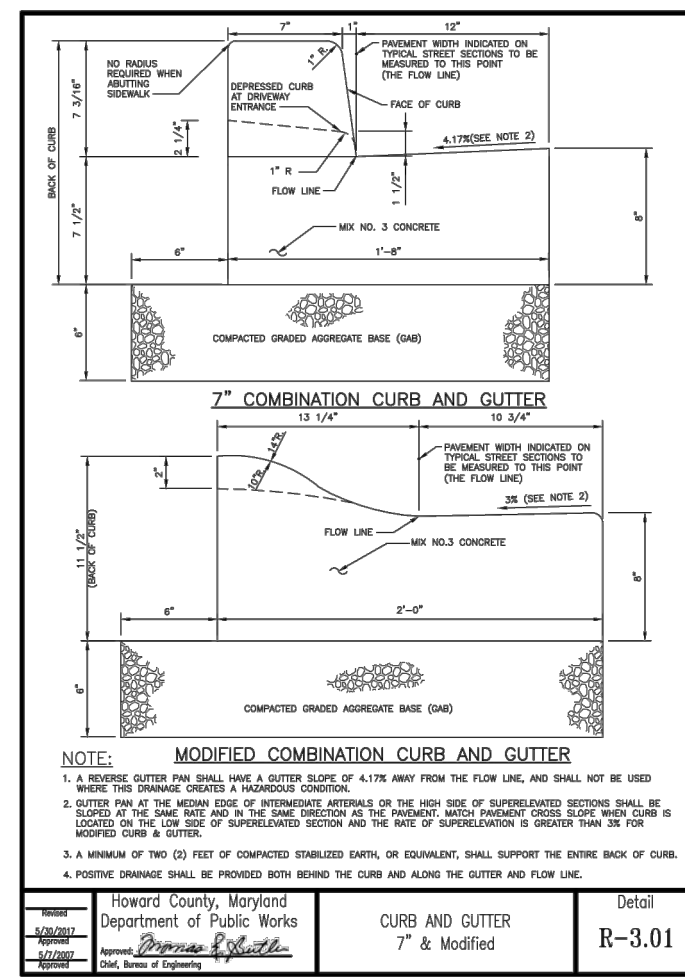 7"
1"
12"
NO RADIUS
REQUIRED WHEN
ABUTTING
SIDEWALK
1" R.
PAVEMENT WIDTH INDICATED ON
TYPICAL STREET SECTIONS TO BE
MEASURED TO THIS POINT
(THE FLOW LINE)
DEPRESSED CURB
AT DRIVEWAY
ENTRANCE
FACE OF CURB
BACK OF CURB
7 3/16"
2 1/4"
4.17%(SEE NOTE 2)
1" R
FLOW LINE
1 1/2"
7 1/2"
8"
MIX NO. 3 CONCRETE
6"
1'-8"
6"
COMPACTED GRADED AGGREGATE BASE (GAB)
7" COMBINATION CURB AND GUTTER
13 1/4"
10 3/4"
14"R.
10"R.
2"
PAVEMENT WIDTH INDICATED ON
TYPICAL STREET SECTIONS TO
BE MEASURED TO THIS POINT
(THE FLOW LINE)
3% (SEE NOTE 2)
11 1/2"
(BACK OF CURB)
FLOW LINE
MIX NO.3 CONCRETE
8"
6"
2'-0"
6"
COMPACTED GRADED AGGREGATE BASE (GAB)
MODIFIED COMBINATION CURB AND GUTTER
NOTE:
1. A REVERSE GUTTER PAN SHALL HAVE A GUTTER SLOPE OF 4.17% AWAY FROM THE FLOW LINE, AND SHALL NOT BE USED
WHERE THIS DRAINAGE CREATES A HAZARDOUS CONDITION.
2. GUTTER PAN AT THE MEDIAN EDGE OF INTERMEDIATE ARTERIALS OR THE HIGH SIDE OF SUPERELEVATED SECTIONS SHALL BE
SLOPED AT THE SAME RATE AND IN THE SAME DIRECTION AS THE PAVEMENT. MATCH PAVEMENT CROSS SLOPE WHEN CURB IS
LOCATED ON THE LOW SIDE OF SUPERELEVATED SECTION AND THE RATE OF SUPERELEVATION IS GREATER THAN 3% FOR
MODIFIED CURB & GUTTER.
3. A MINIMUM OF TWO (2) FEET OF COMPACTED STABILIZED EARTH, OR EQUIVALENT, SHALL SUPPORT THE ENTIRE BACK OF CURB.
4. POSITIVE DRAINAGE SHALL BE PROVIDED BOTH BEHIND THE CURB AND ALONG THE GUTTER AND FLOW LINE.
Revised
5/30/2017
Approved
5/7/2007
Approved
Howard County, Maryland
Department of Public Works
Approved:
Chief, Bureau of Engineering
CURB AND GUTTER
7" & Modified
Detail
R-3.01